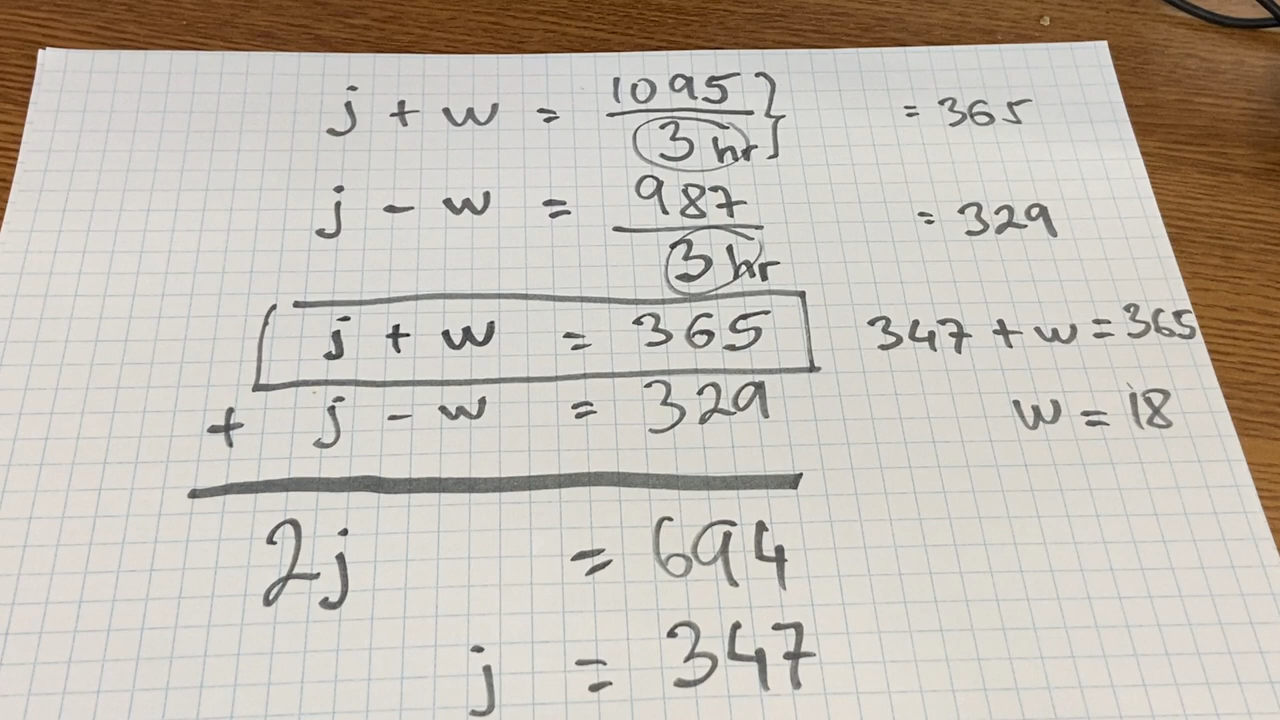 j + w = 1095 / 3 hr } = 365
j - w = 987 / 3 hr = 329
j + w = 365
347 + w = 365
+ j - w = 329
w = 18
2j = 694
j = 347